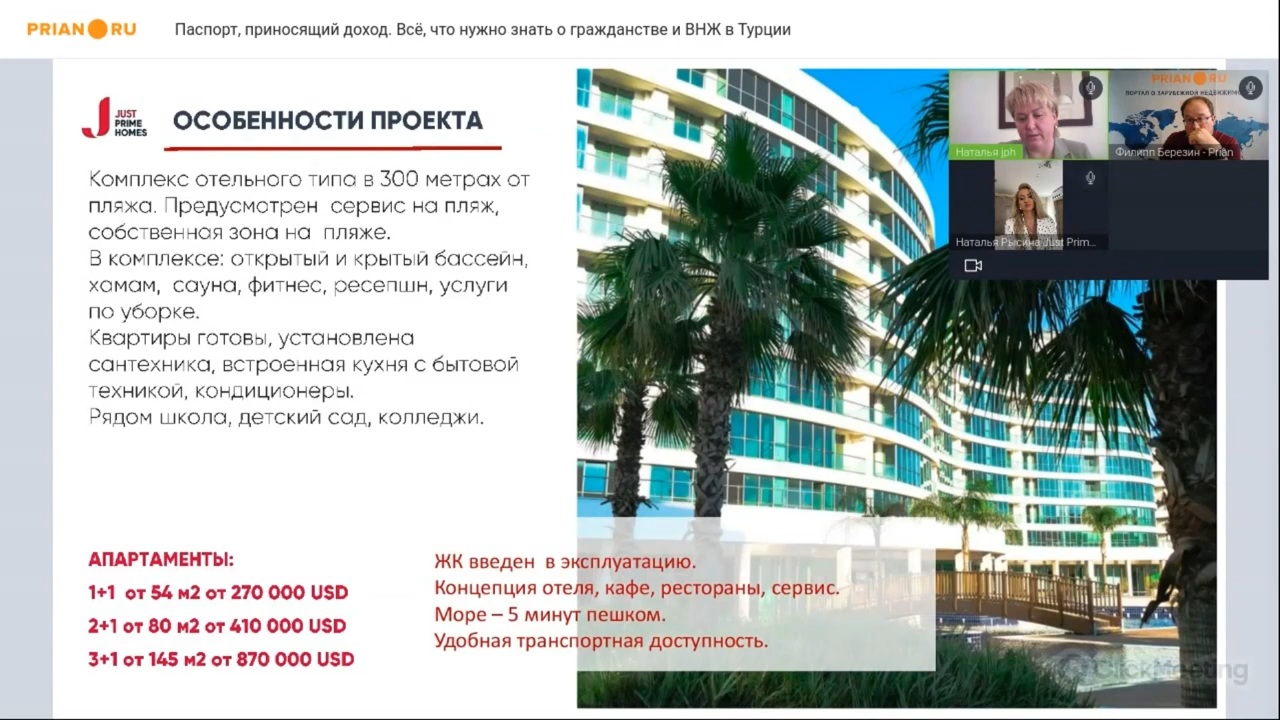 PRIAN RU
Паспорт, приносящий доход. Всё, что нужно знать о гражданстве и ВНЖ в Турции
JUST
PRIME
HOMES
ОСОБЕННОСТИ ПРОЕКТА
Комплекс отельного типа в 300 метрах от
пляжа. Предусмотрен сервис на пляж,
собственная зона на пляже.
В комплексе: открытый и крытый бассейн,
хамам, сауна, фитнес, ресепшн, услуги
по уборке.
Квартиры готовы, установлена
сантехника, встроенная кухня с бытовой
техникой, кондиционеры.
Рядом школа, детский сад, колледжи.
АПАРТАМЕНТЫ:
1+1 от 54 м2 от 270 000 USD
2+1 от 80 м2 от 410 000 USD
3+1 от 145 м2 от 870 000 USD
ЖК введен в эксплуатацию.
Концепция отеля, кафе, рестораны, сервис.
Море – 5 минут пешком.
Удобная транспортная доступность.
PRIAN RU
ПОРТАЛ О ЗАРУБЕЖНОЙ НЕДВИЖИМО
Наталья jph
Филипп Березин - Prian
Наталья Рысина Just Prim...
ClickMeeting